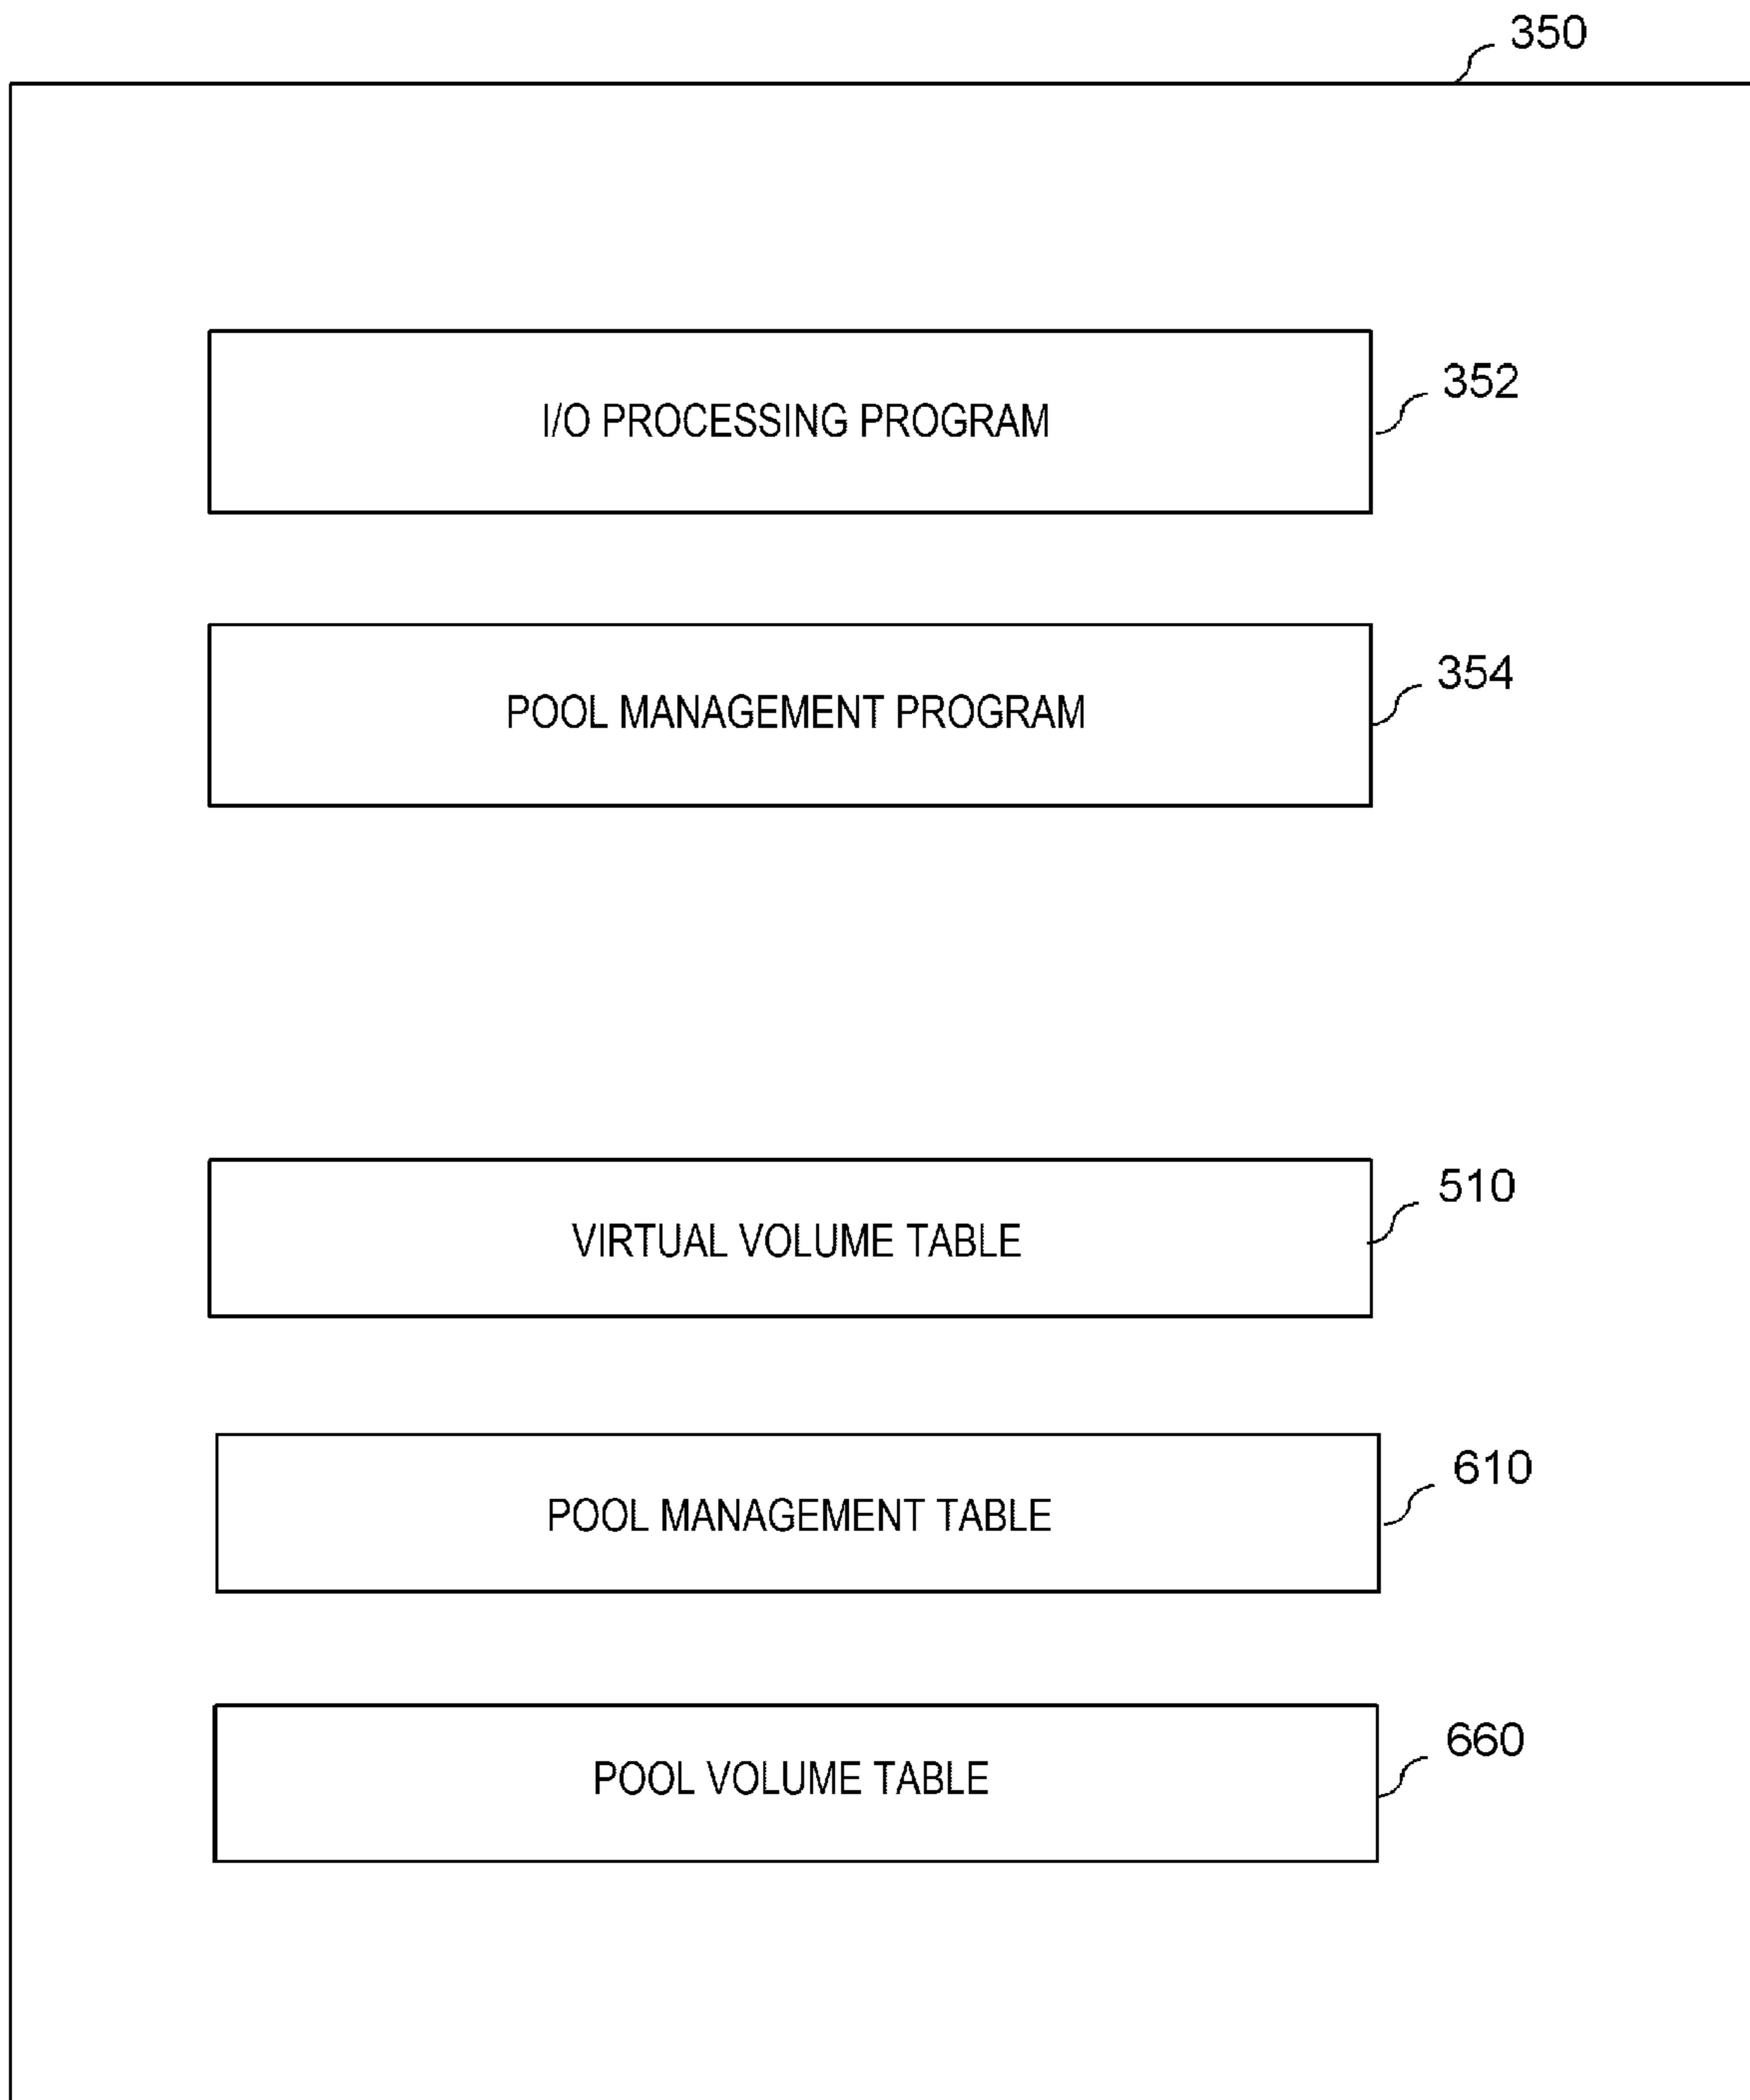 350
I/O PROCESSING PROGRAM
352
POOL MANAGEMENT PROGRAM
354
VIRTUAL VOLUME TABLE
510
POOL MANAGEMENT TABLE
610
POOL VOLUME TABLE
660